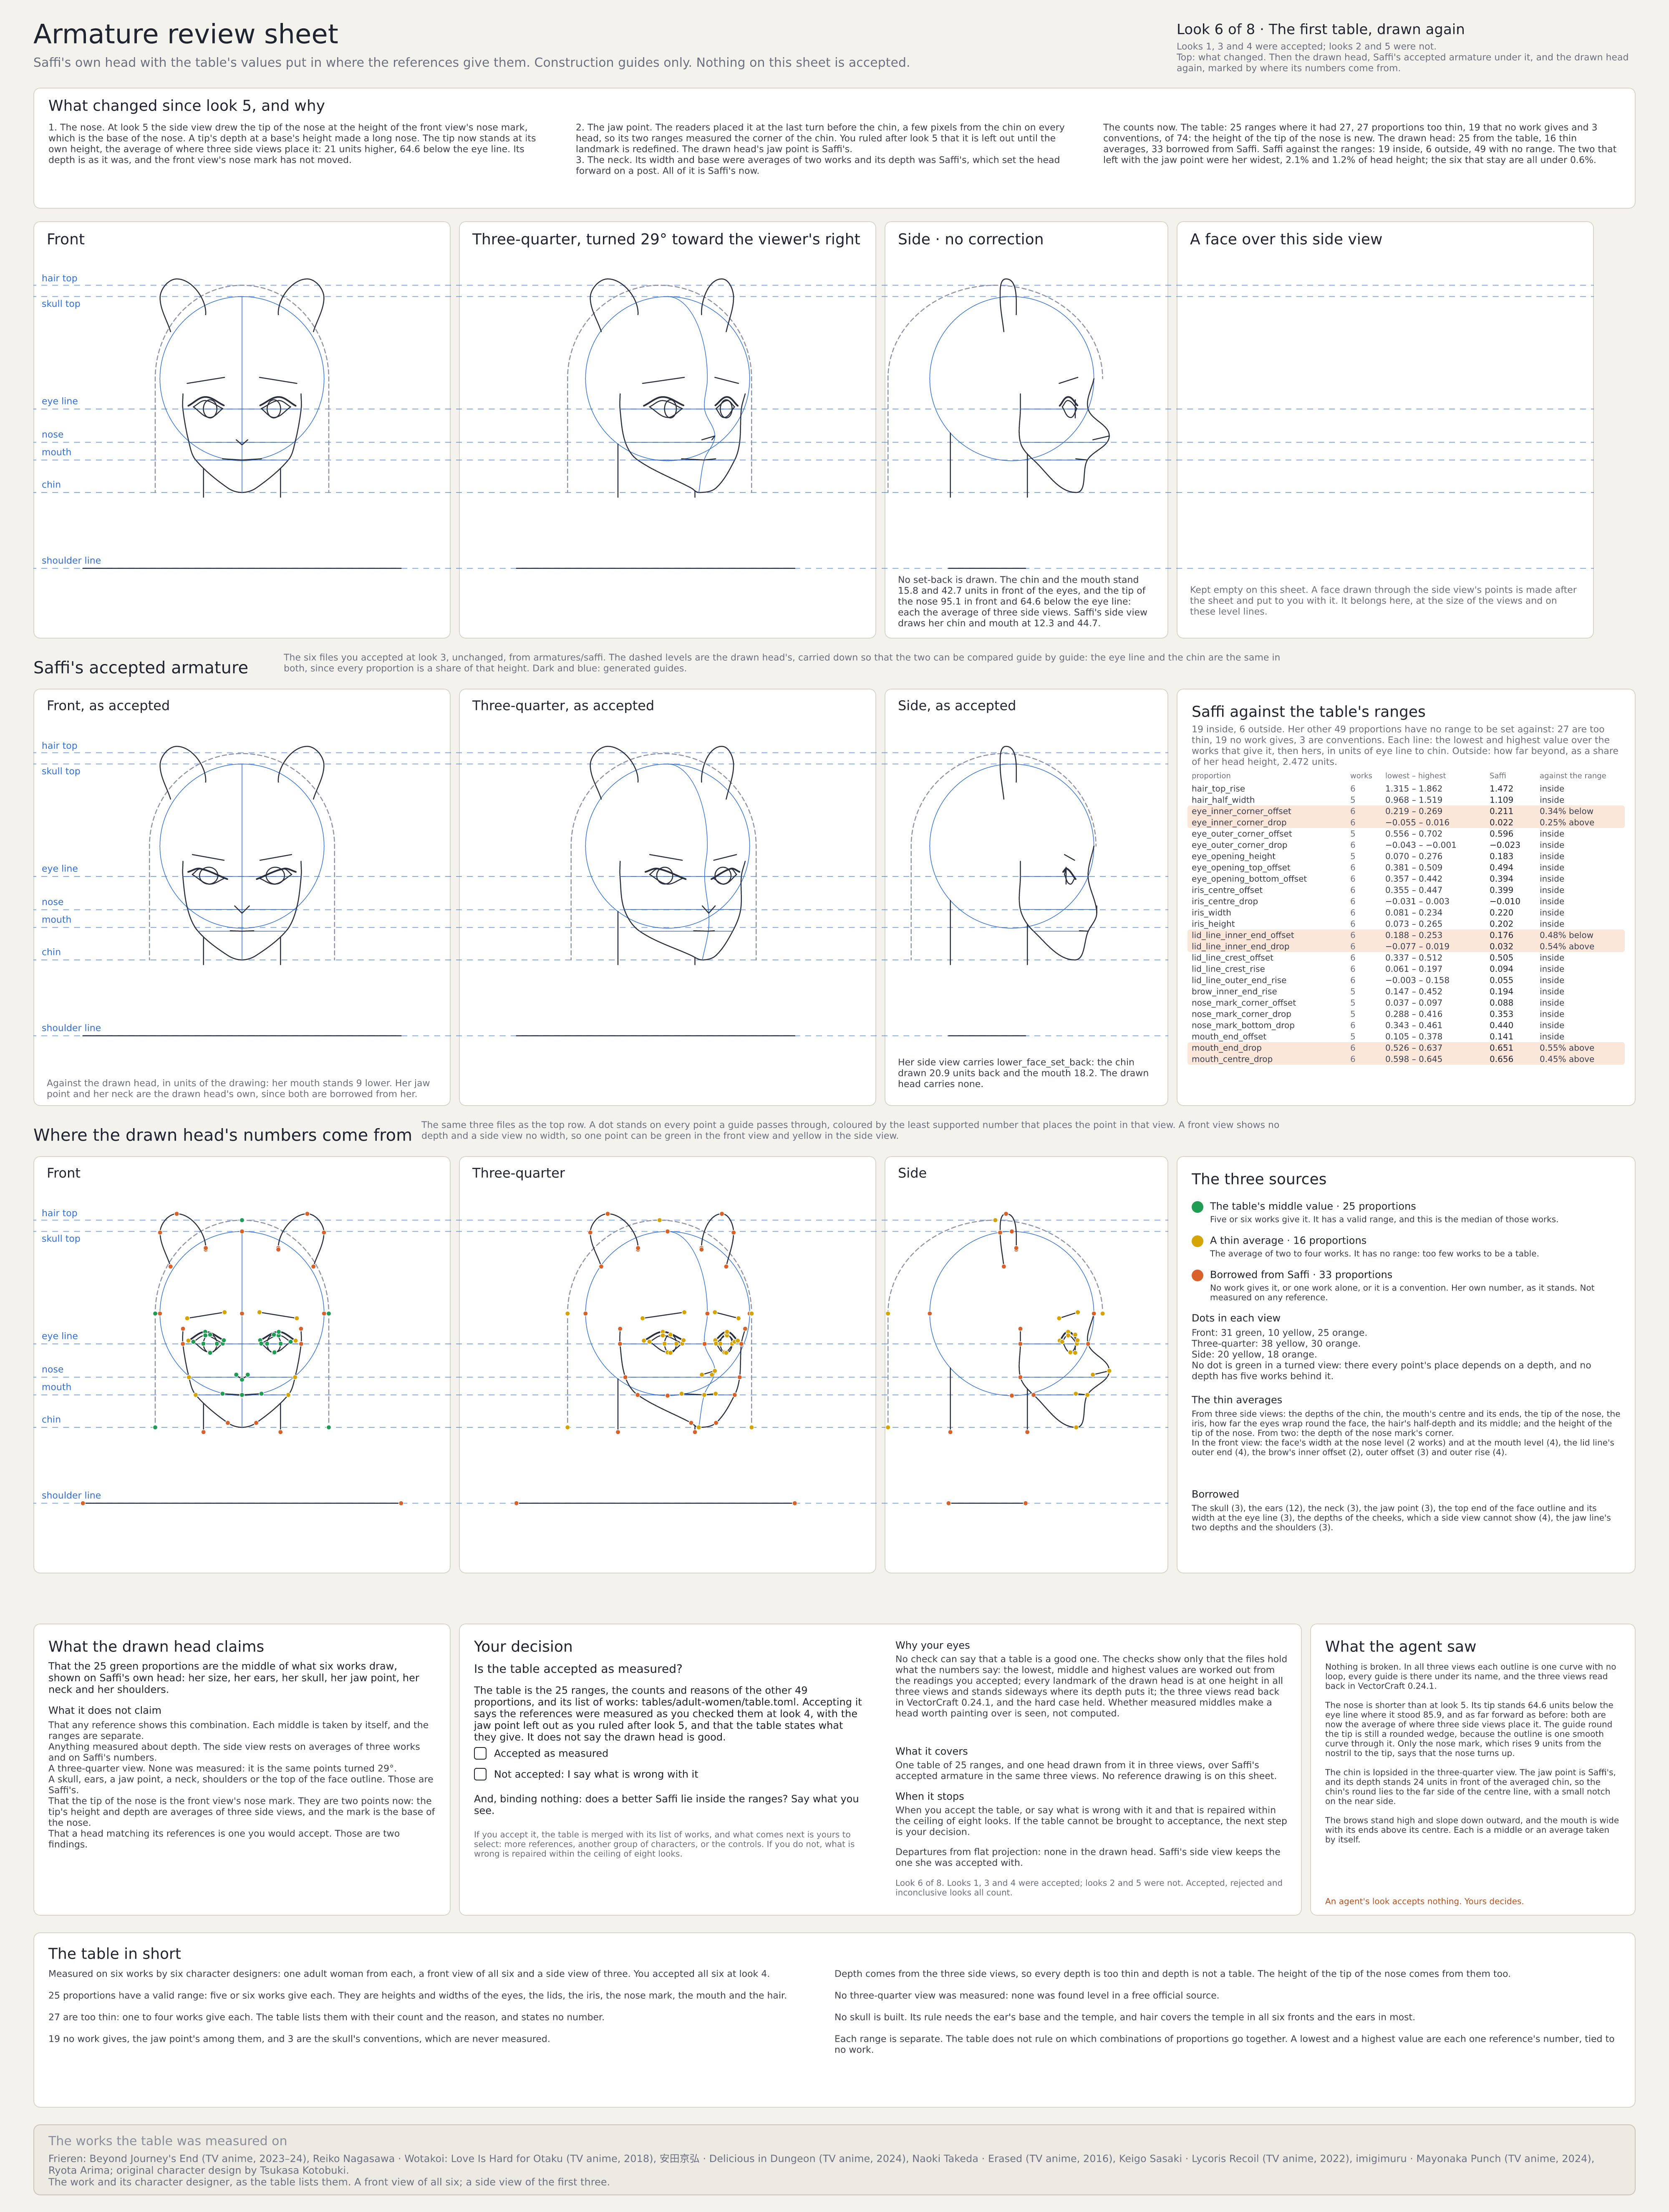 Armature review sheet
Saffi's own head with the table's values put in where the references give them. Construction guides only. Nothing on this sheet is accepted.
Look 6 of 8 · The first table, drawn again
Looks 1, 3 and 4 were accepted; looks 2 and 5 were not.
Top: what changed. Then the drawn head, Saffi's accepted armature under it, and the drawn head
again, marked by where its numbers come from.
What changed since look 5, and why
1. The nose. At look 5 the side view drew the tip of the nose at the height of the front view's nose mark,
which is the base of the nose. A tip's depth at a base's height made a long nose. The tip now stands at its
own height, the average of where three side views place it: 21 units higher, 64.6 below the eye line. Its
depth is as it was, and the front view's nose mark has not moved.
2. The jaw point. The readers placed it at the last turn before the chin, a few pixels from the chin on every
head, so its two ranges measured the corner of the chin. You ruled after look 5 that it is left out until the
landmark is redefined. The drawn head's jaw point is Saffi's.
3. The neck. Its width and base were averages of two works and its depth was Saffi's, which set the head
forward on a post. All of it is Saffi's now.
The counts now. The table: 25 ranges where it had 27, 27 proportions too thin, 19 that no work gives and 3
conventions, of 74: the height of the tip of the nose is new. The drawn head: 25 from the table, 16 thin
averages, 33 borrowed from Saffi. Saffi against the ranges: 19 inside, 6 outside, 49 with no range. The two that
left with the jaw point were her widest, 2.1% and 1.2% of head height; the six that stay are all under 0.6%.
Front
Three-quarter, turned 29° toward the viewer's right
Side · no correction
A face over this side view
hair top
skull top
eye line
nose
mouth
chin
shoulder line
No set-back is drawn. The chin and the mouth stand
15.8 and 42.7 units in front of the eyes, and the tip of
the nose 95.1 in front and 64.6 below the eye line:
each the average of three side views. Saffi's side view
draws her chin and mouth at 12.3 and 44.7.
Kept empty on this sheet. A face drawn through the side view's points is made after
the sheet and put to you with it. It belongs here, at the size of the views and on
these level lines.
Saffi's accepted armature
The six files you accepted at look 3, unchanged, from armatures/saffi. The dashed levels are the drawn head's, carried down so that the two can be compared guide by guide: the eye line and the chin are the same in
both, since every proportion is a share of that height. Dark and blue: generated guides.
Front, as accepted
Three-quarter, as accepted
Side, as accepted
hair top
skull top
eye line
nose
mouth
chin
shoulder line
Against the drawn head, in units of the drawing: her mouth stands 9 lower. Her jaw
point and her neck are the drawn head's own, since both are borrowed from her.
Her side view carries lower_face_set_back: the chin
drawn 20.9 units back and the mouth 18.2. The drawn
head carries none.
Saffi against the table's ranges
19 inside, 6 outside. Her other 49 proportions have no range to be set against: 27 are too
thin, 19 no work gives, 3 are conventions. Each line: the lowest and highest value over the
works that give it, then hers, in units of eye line to chin. Outside: how far beyond, as a share
of her head height, 2.472 units.
proportion works lowest – highest Saffi against the range
hair_top_rise 6 1.315 – 1.862 1.472 inside
hair_half_width 5 0.968 – 1.519 1.109 inside
eye_inner_corner_offset 6 0.219 – 0.269 0.211 0.34% below
eye_inner_corner_drop 6 −0.055 – 0.016 0.022 0.25% above
eye_outer_corner_offset 5 0.556 – 0.702 0.596 inside
eye_outer_corner_drop 6 −0.043 – −0.001 −0.023 inside
eye_opening_height 5 0.070 – 0.276 0.183 inside
eye_opening_top_offset 6 0.381 – 0.509 0.494 inside
eye_opening_bottom_offset 6 0.357 – 0.442 0.394 inside
iris_centre_offset 6 0.355 – 0.447 0.399 inside
iris_centre_drop 6 −0.031 – 0.003 −0.010 inside
iris_width 6 0.081 – 0.234 0.220 inside
iris_height 6 0.073 – 0.265 0.202 inside
lid_line_inner_end_offset 6 0.188 – 0.253 0.176 0.48% below
lid_line_inner_end_drop 6 −0.077 – 0.019 0.032 0.54% above
lid_line_crest_offset 6 0.337 – 0.512 0.505 inside
lid_line_crest_rise 6 0.061 – 0.197 0.094 inside
lid_line_outer_end_rise 6 −0.003 – 0.158 0.055 inside
brow_inner_end_rise 5 0.147 – 0.452 0.194 inside
nose_mark_corner_offset 5 0.037 – 0.097 0.088 inside
nose_mark_corner_drop 5 0.288 – 0.416 0.353 inside
nose_mark_bottom_drop 6 0.343 – 0.461 0.440 inside
mouth_end_offset 5 0.105 – 0.378 0.141 inside
mouth_end_drop 6 0.526 – 0.637 0.651 0.55% above
mouth_centre_drop 6 0.598 – 0.645 0.656 0.45% above
Where the drawn head's numbers come from
The same three files as the top row. A dot stands on every point a guide passes through, coloured by the least supported number that places the point in that view. A front view shows no
depth and a side view no width, so one point can be green in the front view and yellow in the side view.
Front
Three-quarter
Side
hair top
skull top
eye line
nose
mouth
chin
shoulder line
The three sources
The table's middle value · 25 proportions
Five or six works give it. It has a valid range, and this is the median of those works.
A thin average · 16 proportions
The average of two to four works. It has no range: too few works to be a table.
Borrowed from Saffi · 33 proportions
No work gives it, or one work alone, or it is a convention. Her own number, as it stands. Not
measured on any reference.
Dots in each view
Front: 31 green, 10 yellow, 25 orange.
Three-quarter: 38 yellow, 30 orange.
Side: 20 yellow, 18 orange.
No dot is green in a turned view: there every point's place depends on a depth, and no
depth has five works behind it.
The thin averages
From three side views: the depths of the chin, the mouth's centre and its ends, the tip of the nose, the
iris, how far the eyes wrap round the face, the hair's half-depth and its middle; and the height of the
tip of the nose. From two: the depth of the nose mark's corner.
In the front view: the face's width at the nose level (2 works) and at the mouth level (4), the lid line's
outer end (4), the brow's inner offset (2), outer offset (3) and outer rise (4).
Borrowed
The skull (3), the ears (12), the neck (3), the jaw point (3), the top end of the face outline and its
width at the eye line (3), the depths of the cheeks, which a side view cannot show (4), the jaw line's
two depths and the shoulders (3).
What the drawn head claims
That the 25 green proportions are the middle of what six works draw,
shown on Saffi's own head: her size, her ears, her skull, her jaw point, her
neck and her shoulders.
What it does not claim
That any reference shows this combination. Each middle is taken by itself, and the
ranges are separate.
Anything measured about depth. The side view rests on averages of three works
and on Saffi's numbers.
A three-quarter view. None was measured: it is the same points turned 29°.
A skull, ears, a jaw point, a neck, shoulders or the top of the face outline. Those are
Saffi's.
That the tip of the nose is the front view's nose mark. They are two points now: the
tip's height and depth are averages of three side views, and the mark is the base of
the nose.
That a head matching its references is one you would accept. Those are two
findings.
Your decision
Is the table accepted as measured?
The table is the 25 ranges, the counts and reasons of the other 49
proportions, and its list of works: tables/adult-women/table.toml. Accepting it
says the references were measured as you checked them at look 4, with the
jaw point left out as you ruled after look 5, and that the table states what
they give. It does not say the drawn head is good.
Accepted as measured
Not accepted: I say what is wrong with it
And, binding nothing: does a better Saffi lie inside the ranges? Say what you
see.
If you accept it, the table is merged with its list of works, and what comes next is yours to
select: more references, another group of characters, or the controls. If you do not, what is
wrong is repaired within the ceiling of eight looks.
Why your eyes
No check can say that a table is a good one. The checks show only that the files hold
what the numbers say: the lowest, middle and highest values are worked out from
the readings you accepted; every landmark of the drawn head is at one height in all
three views and stands sideways where its depth puts it; the three views read back
in VectorCraft 0.24.1, and the hard case held. Whether measured middles make a
head worth painting over is seen, not computed.
What it covers
One table of 25 ranges, and one head drawn from it in three views, over Saffi's
accepted armature in the same three views. No reference drawing is on this sheet.
When it stops
When you accept the table, or say what is wrong with it and that is repaired within
the ceiling of eight looks. If the table cannot be brought to acceptance, the next step
is your decision.
Departures from flat projection: none in the drawn head. Saffi's side view keeps the
one she was accepted with.
Look 6 of 8. Looks 1, 3 and 4 were accepted; looks 2 and 5 were not. Accepted, rejected and
inconclusive looks all count.
What the agent saw
Nothing is broken. In all three views each outline is one curve with no
loop, every guide is there under its name, and the three views read
back in VectorCraft 0.24.1.
The nose is shorter than at look 5. Its tip stands 64.6 units below the
eye line where it stood 85.9, and as far forward as before: both are
now the average of where three side views place it. The guide round
the tip is still a rounded wedge, because the outline is one smooth
curve through it. Only the nose mark, which rises 9 units from the
nostril to the tip, says that the nose turns up.
The chin is lopsided in the three-quarter view. The jaw point is Saffi's,
and its depth stands 24 units in front of the averaged chin, so the
chin's round lies to the far side of the centre line, with a small notch
on the near side.
The brows stand high and slope down outward, and the mouth is wide
with its ends above its centre. Each is a middle or an average taken
by itself.
An agent's look accepts nothing. Yours decides.
The table in short
Measured on six works by six character designers: one adult woman from each, a front view of all six and a side view of three. You accepted all six at look 4.
25 proportions have a valid range: five or six works give each. They are heights and widths of the eyes, the lids, the iris, the nose mark, the mouth and the hair.
27 are too thin: one to four works give each. The table lists them with their count and the reason, and states no number.
19 no work gives, the jaw point's among them, and 3 are the skull's conventions, which are never measured.
Depth comes from the three side views, so every depth is too thin and depth is not a table. The height of the tip of the nose comes from them too.
No three-quarter view was measured: none was found level in a free official source.
No skull is built. Its rule needs the ear's base and the temple, and hair covers the temple in all six fronts and the ears in most.
Each range is separate. The table does not rule on which combinations of proportions go together. A lowest and a highest value are each one reference's number, tied to
no work.
The works the table was measured on
Frieren: Beyond Journey's End (TV anime, 2023–24), Reiko Nagasawa · Wotakoi: Love Is Hard for Otaku (TV anime, 2018), 安田京弘 · Delicious in Dungeon (TV anime, 2024), Naoki Takeda · Erased (TV anime, 2016), Keigo Sasaki · Lycoris Recoil (TV anime, 2022), imigimuru · Mayonaka Punch (TV anime, 2024),
Ryota Arima; original character design by Tsukasa Kotobuki.
The work and its character designer, as the table lists them. A front view of all six; a side view of the first three.